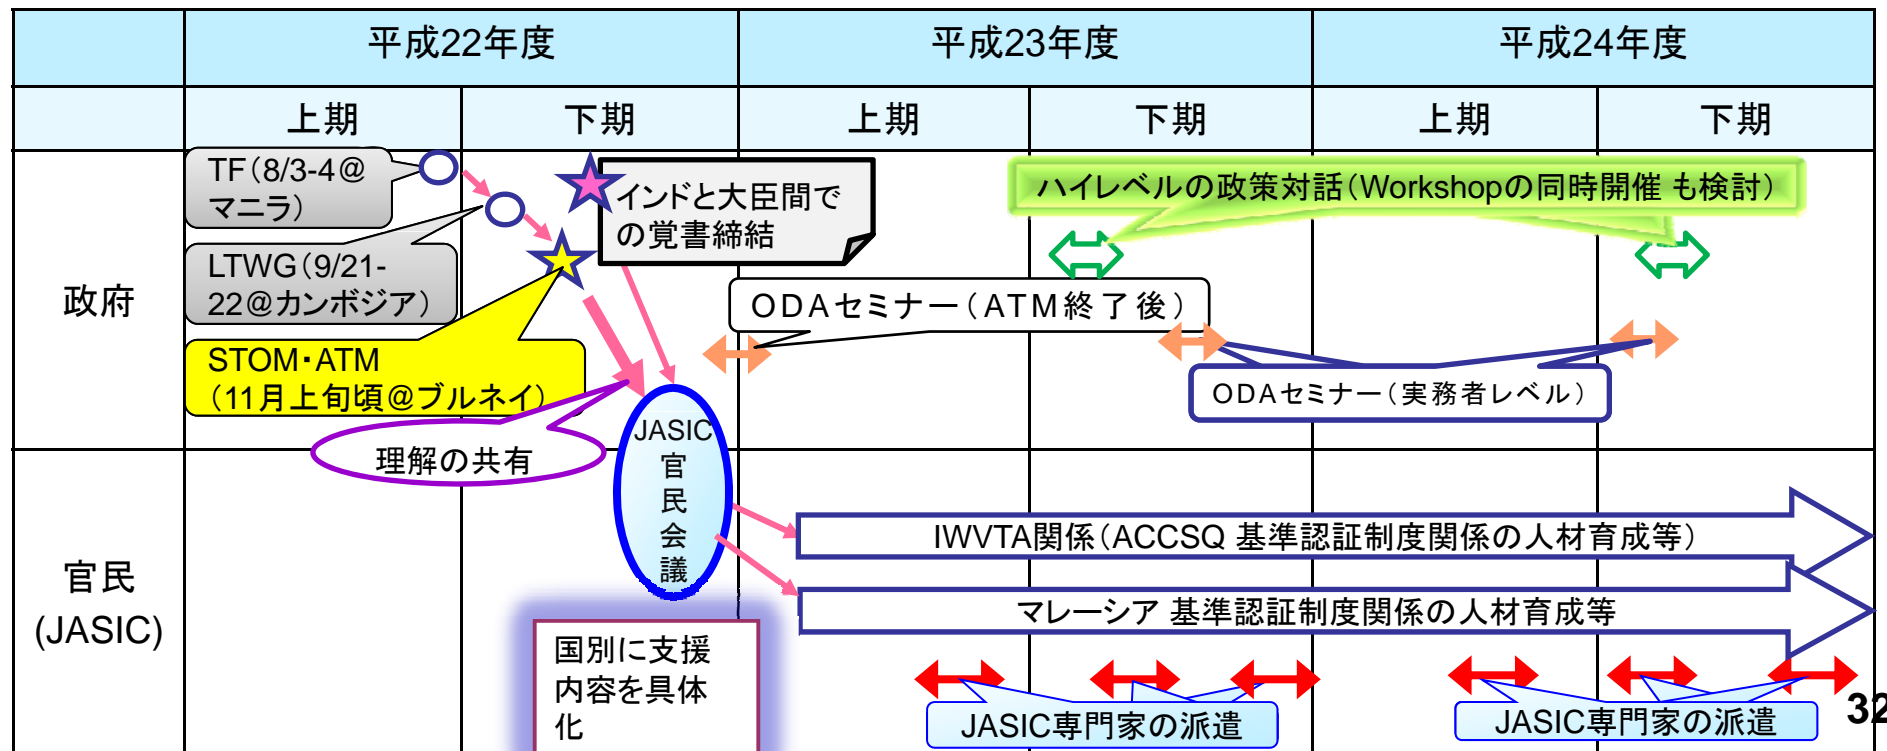 平成22年度
平成23年度
平成24年度
上期
下期
上期
下期
上期
下期
政府
TF（8/3-4@
マニラ）
LTWG（9/21-
22@カンボジア）
STOM・ATM
（11月上旬頃@ブルネイ）
インドと大臣間で
の覚書締結
ハイレベルの政策対話（Workshopの同時開催 も検討）
ODAセミナー（ATM終了後）
ODAセミナー（実務者レベル）
理解の共有
JASIC
官
民
会
議
官民
(JASIC)
IWVTA関係（ACCSQ 基準認証制度関係の人材育成等）
マレーシア 基準認証制度関係の人材育成等
国別に支援
内容を具体
化
JASIC専門家の派遣
JASIC専門家の派遣
32